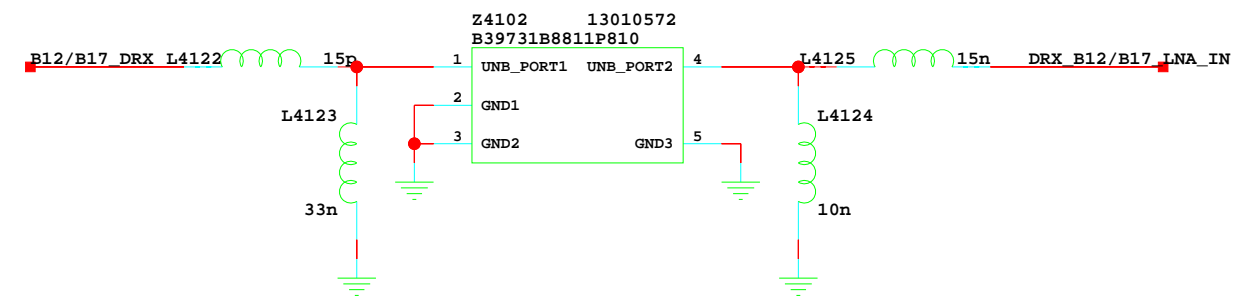 Z4102 13010572
B39731B8811P810
B12/B17_DRX L4122 15p 1 UNB_PORT1 UNB_PORT2 4 L4125 15n DRX_B12/B17_LNA_IN
2 GND1
L4123 L4124
3 GND2 GND3 5
33n 10n